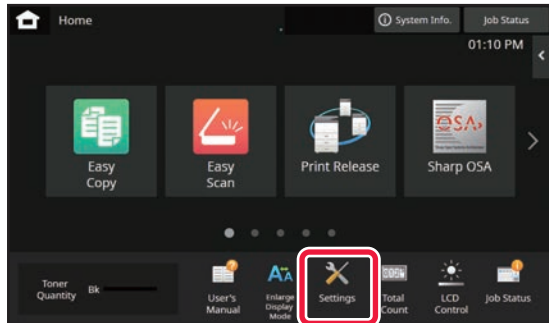 Home
System Info.
Job Status
01:10 PM
Easy
Copy
Easy
Scan
Print Release
OSA
Sharp OSA
Toner
Quantity
Bk
User's
Manual
Enlarge
Display
Mode
Settings
Total
Count
LCD
Control
Job Status